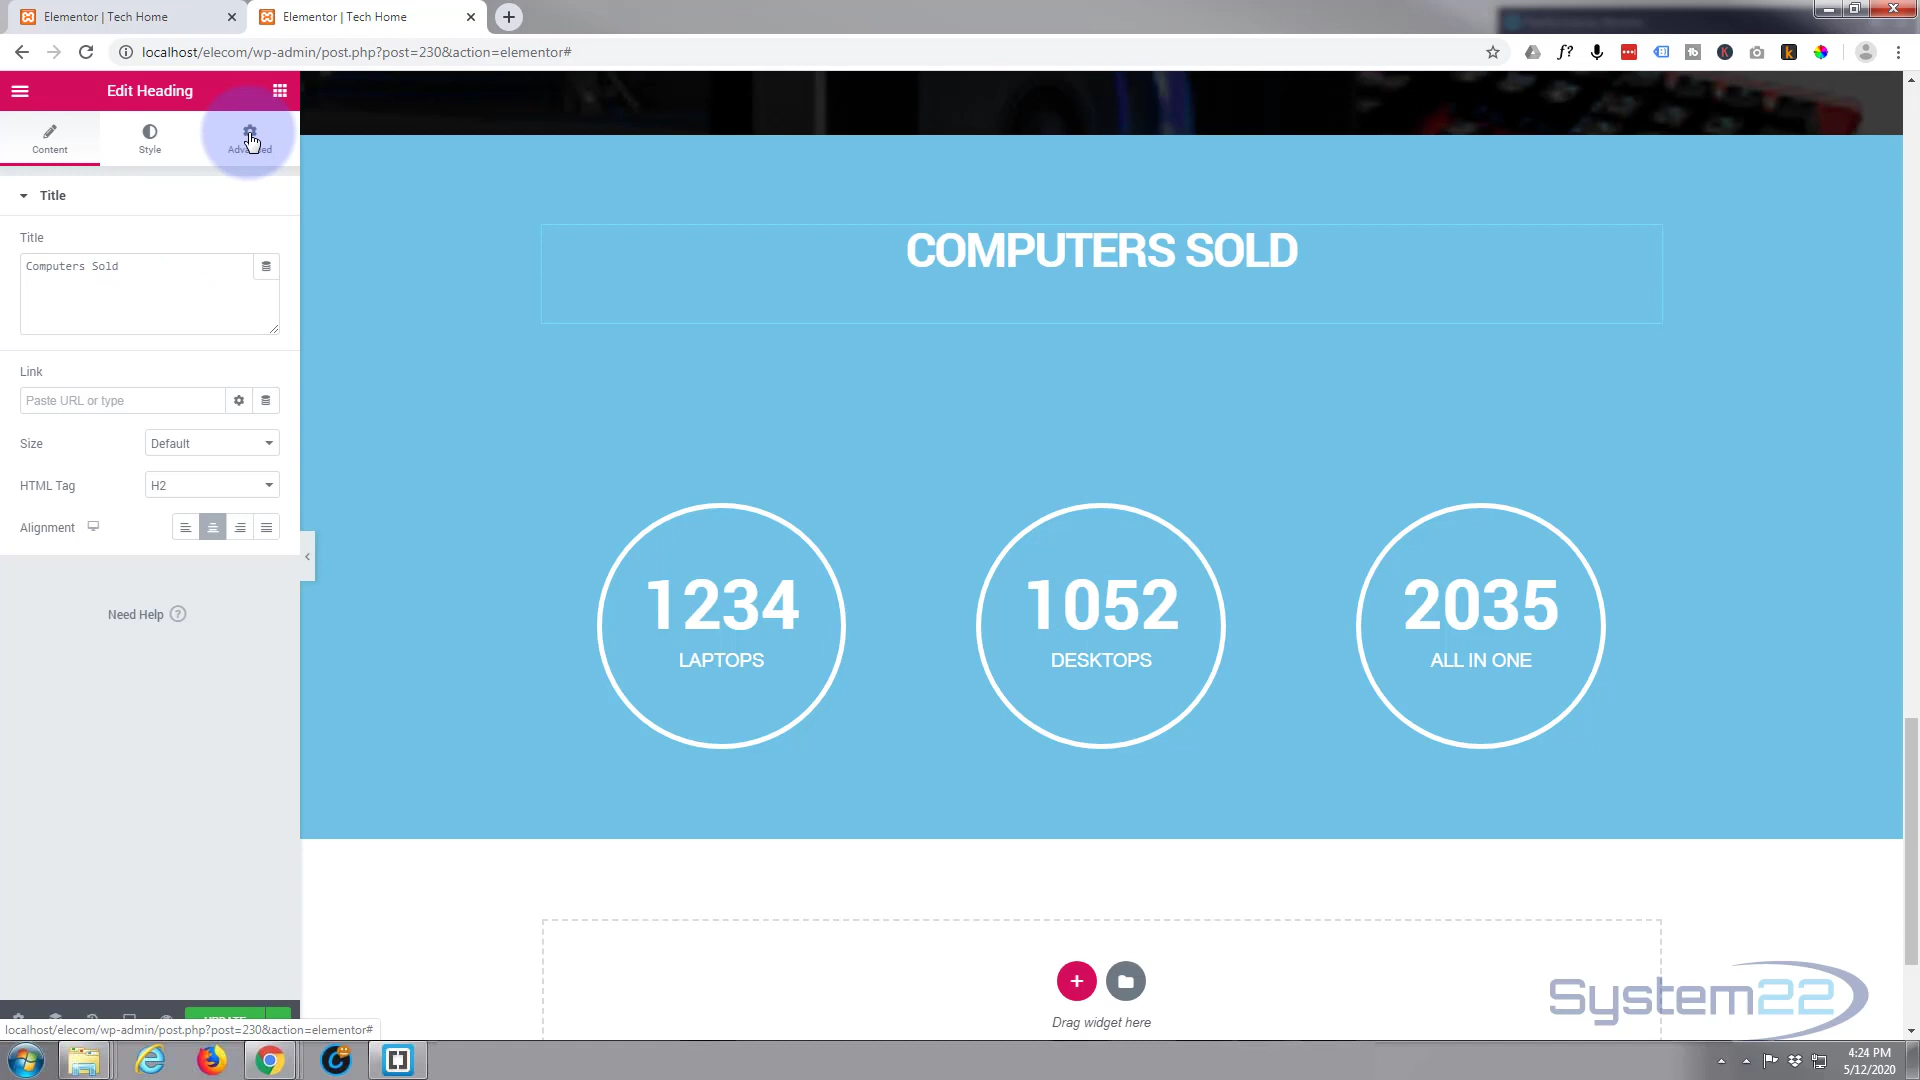 Elementor | Tech Home
Elementor | Tech Home
localhost/elecom/wp-admin/post.php?post=230&action=elementor#
Edit Heading
Content
Style
Advanced
Title
Title
Computers Sold
Link
Paste URL or type
Size
Default
HTML Tag
H2
Alignment
Need Help
UPDATE
localhost/elecom/wp-admin/post.php?post=230&action=elementor#
COMPUTERS SOLD
1234
LAPTOPS
1052
DESKTOPS
2035
ALL IN ONE
Drag widget here
System22
4:24 PM
5/12/2020